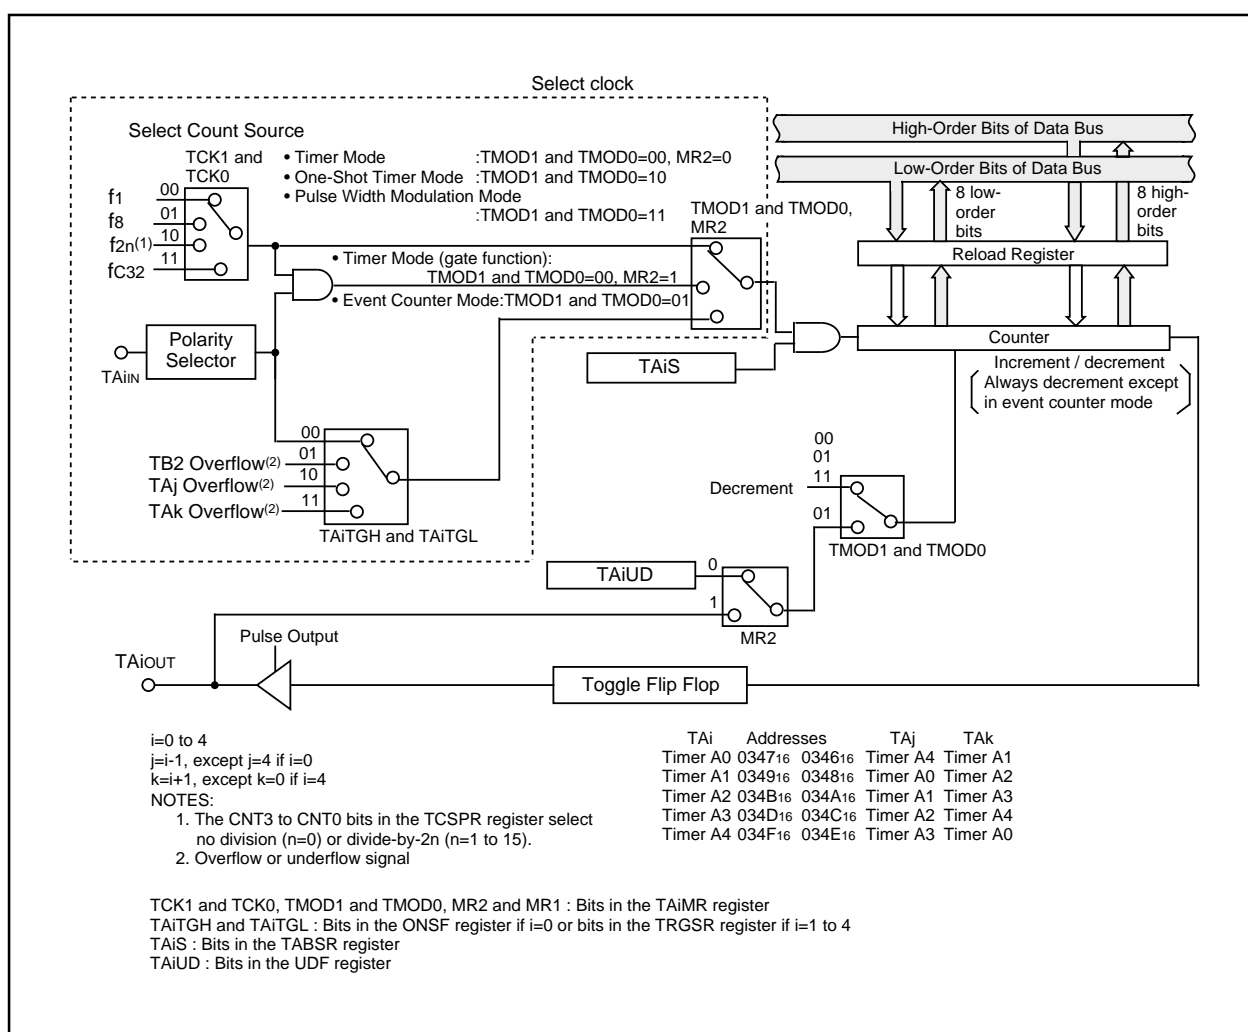 Select clock
Select Count Source
TCK1 and
TCK0
• Timer Mode :TMOD1 and TMOD0=00, MR2=0
• One-Shot Timer Mode :TMOD1 and TMOD0=10
• Pulse Width Modulation Mode
:TMOD1 and TMOD0=11
f1
00
f8
01
f2n(1)
10
fC32
11
TMOD1 and TMOD0,
MR2
• Timer Mode (gate function):
TMOD1 and TMOD0=00, MR2=1
• Event Counter Mode:TMOD1 and TMOD0=01
High-Order Bits of Data Bus
Low-Order Bits of Data Bus
8 low-
order
bits
8 high-
order
bits
Reload Register
Counter
Increment / decrement
Always decrement except
in event counter mode
Polarity
Selector
TAiIN
TAiS
00
TB2 Overflow(2)
01
TAj Overflow(2)
10
TAk Overflow(2)
11
TAiTGH and TAiTGL
00
01
Decrement
11
01
TMOD1 and TMOD0
TAiUD
0
1
MR2
Pulse Output
TAiOUT
Toggle Flip Flop
i=0 to 4
j=i-1, except j=4 if i=0
k=i+1, except k=0 if i=4
NOTES:
1. The CNT3 to CNT0 bits in the TCSPR register select
no division (n=0) or divide-by-2n (n=1 to 15).
2. Overflow or underflow signal
TAi Addresses TAj TAk
Timer A0 034716 034616 Timer A4 Timer A1
Timer A1 034916 034816 Timer A0 Timer A2
Timer A2 034B16 034A16 Timer A1 Timer A3
Timer A3 034D16 034C16 Timer A2 Timer A4
Timer A4 034F16 034E16 Timer A3 Timer A0
TCK1 and TCK0, TMOD1 and TMOD0, MR2 and MR1 : Bits in the TAiMR register
TAiTGH and TAiTGL : Bits in the ONSF register if i=0 or bits in the TRGSR register if i=1 to 4
TAiS : Bits in the TABSR register
TAiUD : Bits in the UDF register